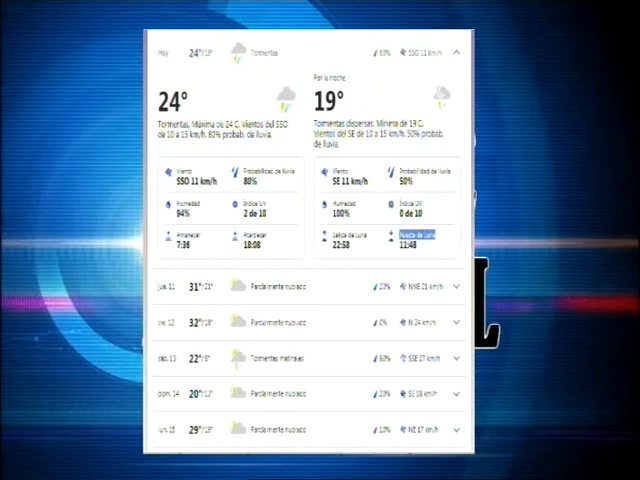 Hoy 24°/19° Tormentas 80% SSO 11 km/h
24°
Tormentas. Máxima de 24 C. Vientos del SSO
de 10 a 15 km/h. 80% probab. de lluvia.
Viento
SSO 11 km/h
Probabilidad de lluvia
80%
Humedad
94%
Índice UV
2 de 10
Amanecer
7:36
Atardecer
18:08
Por la noche
19°
Tormentas dispersas. Mínima de 19 C.
Vientos del SE de 10 a 15 km/h. 50% probab.
de lluvia.
Viento
SE 11 km/h
Probabilidad de lluvia
50%
Humedad
100%
Índice UV
0 de 10
Salida de Luna
22:58
Puesta de Luna
11:48
jue. 11 31°/21° Parcialmente nublado 20% NNE 21 km/h
vie. 12 32°/18° Parcialmente nublado 0% N 24 km/h
sáb. 13 22°/8° Tormentas matinales SSE 27 km/h
dom. 14 20°/13° Parcialmente nublado 20% SE 18 km/h
lun. 15 29°/19° Parcialmente nublado 10% NE 17 km/h
L